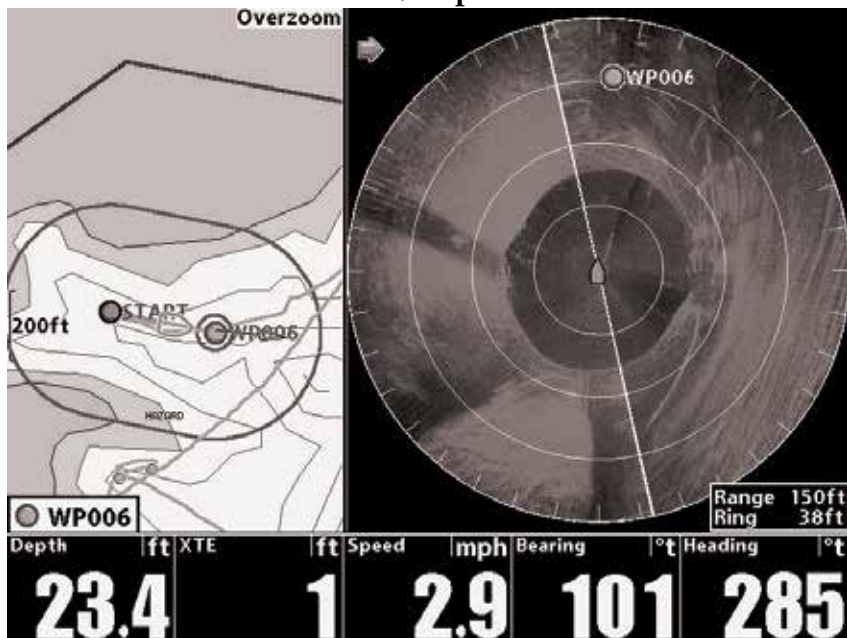 Overzoom
WP006
START
WP006
200ft
HAZARD
WP006
Range 150ft
Ring 38ft
Depth ft XTE ft Speed mph Bearing °t Heading °t
23.4 1 2.9 101 285